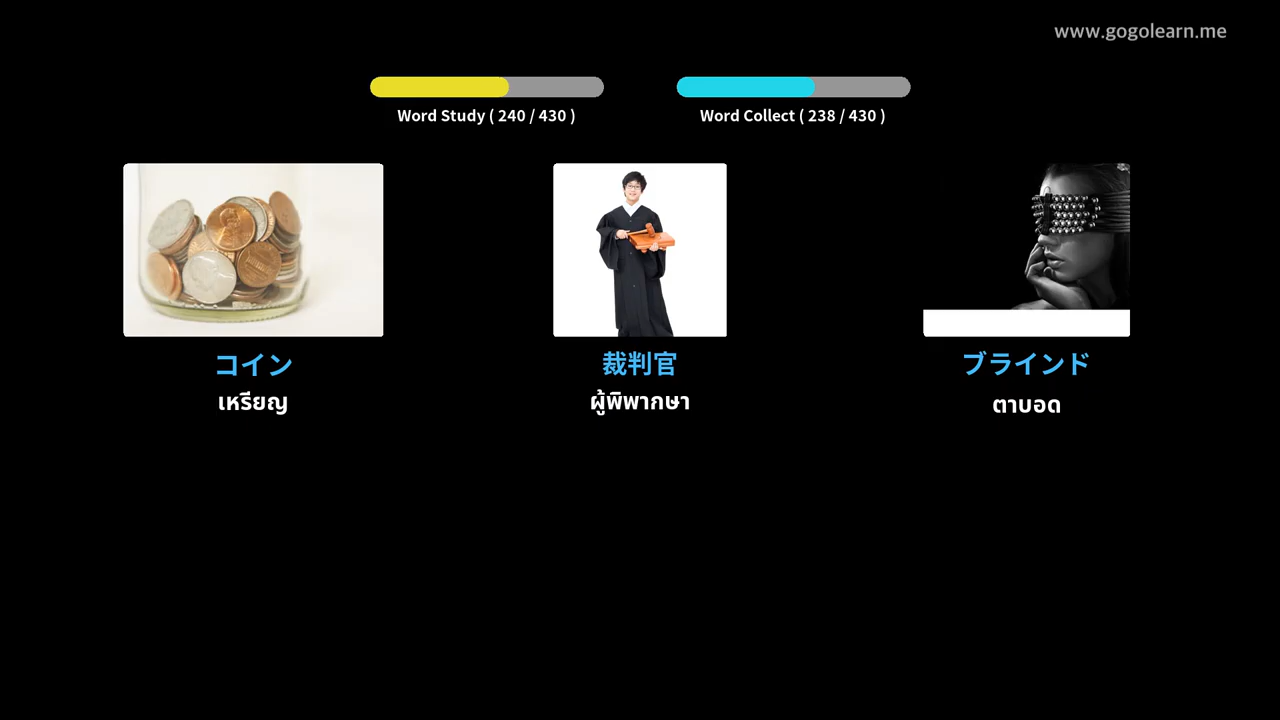 www.gogolearn.me
Word Study ( 240 / 430 )
Word Collect ( 238 / 430 )
コイン
เหรียญ
裁判官
ผู้พิพากษา
ブラインド
ตาบอด